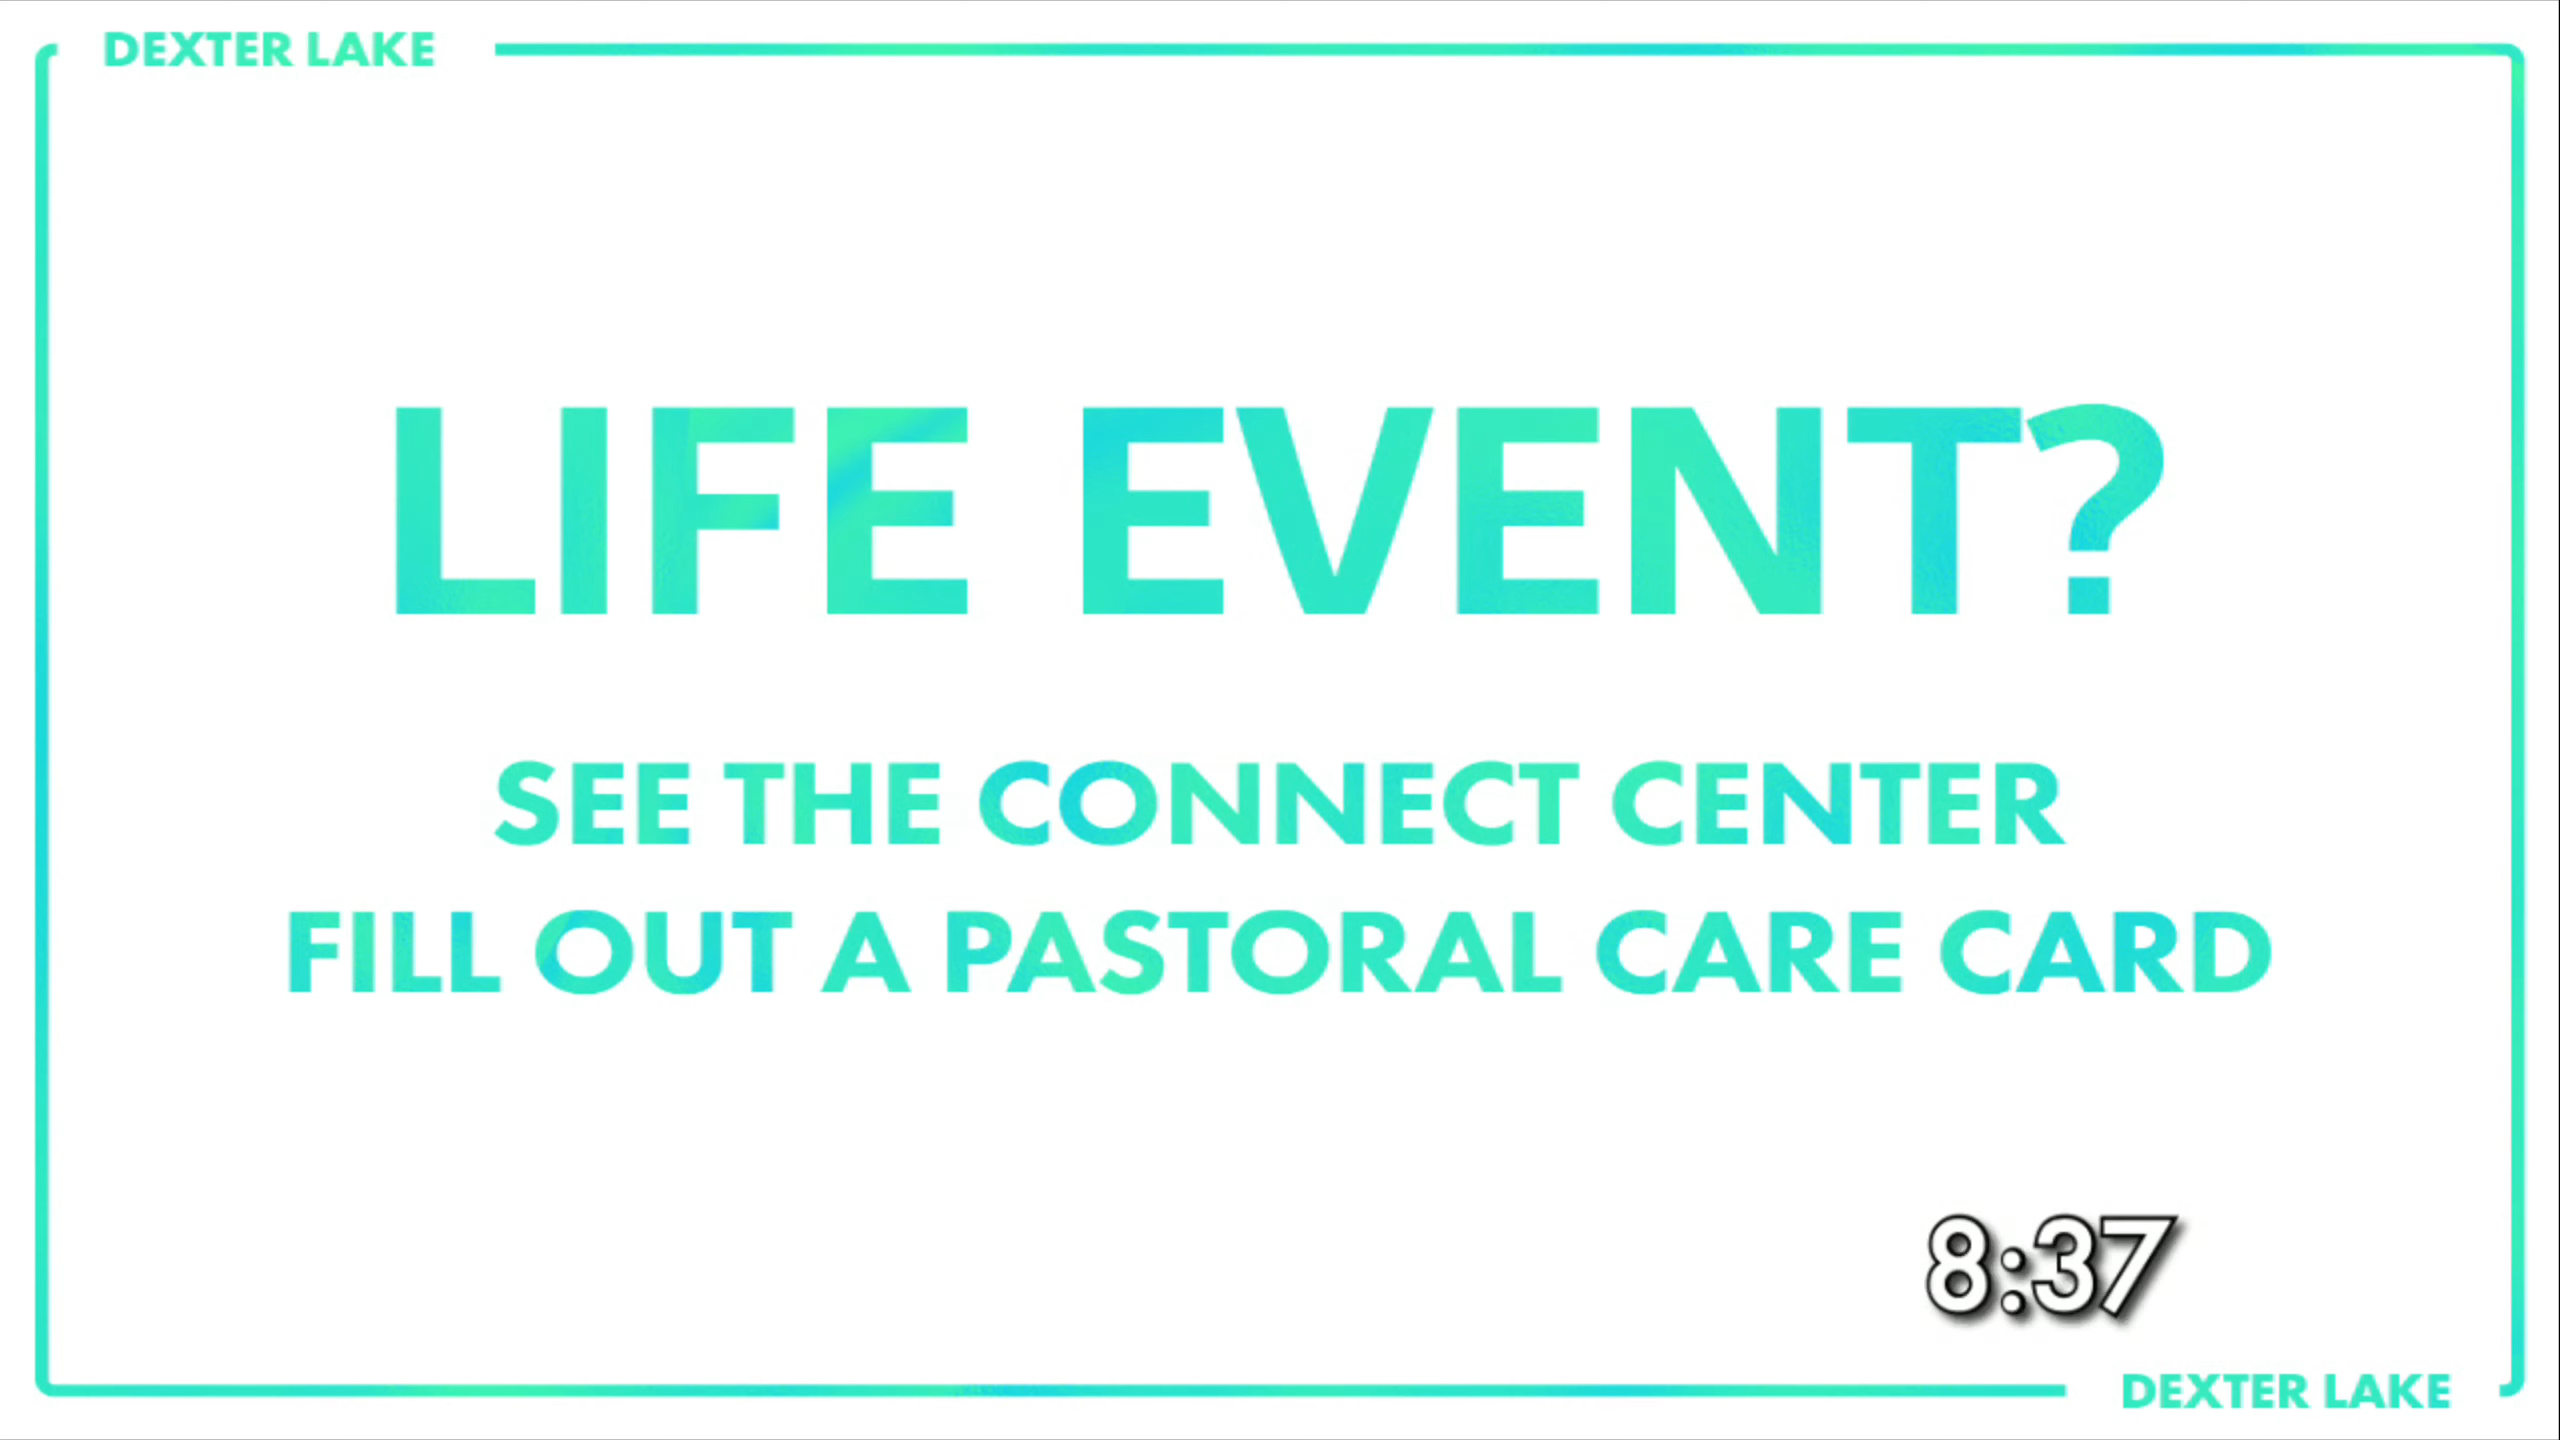 DEXTER LAKE
LIFE EVENT?
SEE THE CONNECT CENTER
FILL OUT A PASTORAL CARE CARD
8:37
DEXTER LAKE